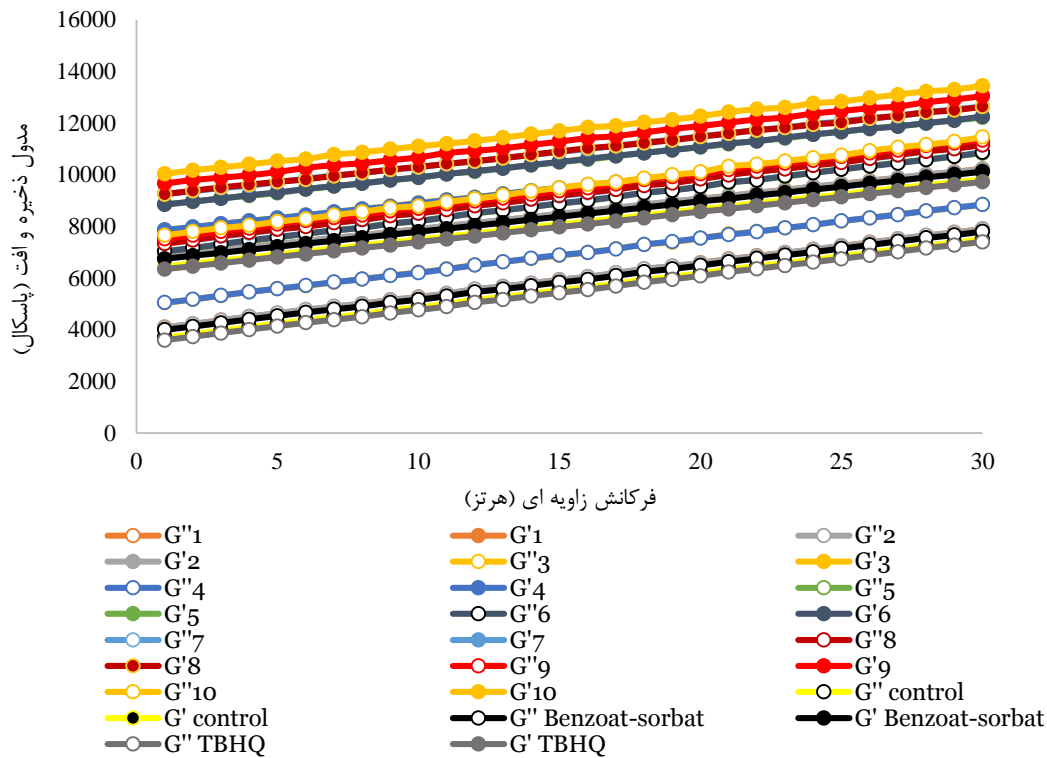 16000
14000
12000
10000
8000
6000
4000
2000
0
مدول ذخیره و افت (پاسکال)
0 5 10 15 20 25 30
فرکانش زاویه ای (هرتز)
G''1 G'1 G''2
G'2 G''3 G'3
G''4 G'4 G''5
G'5 G''6 G'6
G''7 G'7 G''8
G'8 G''9 G'9
G''10 G'10 G'' control
G' control G'' Benzoat-sorbat G' Benzoat-sorbat
G'' TBHQ G' TBHQ